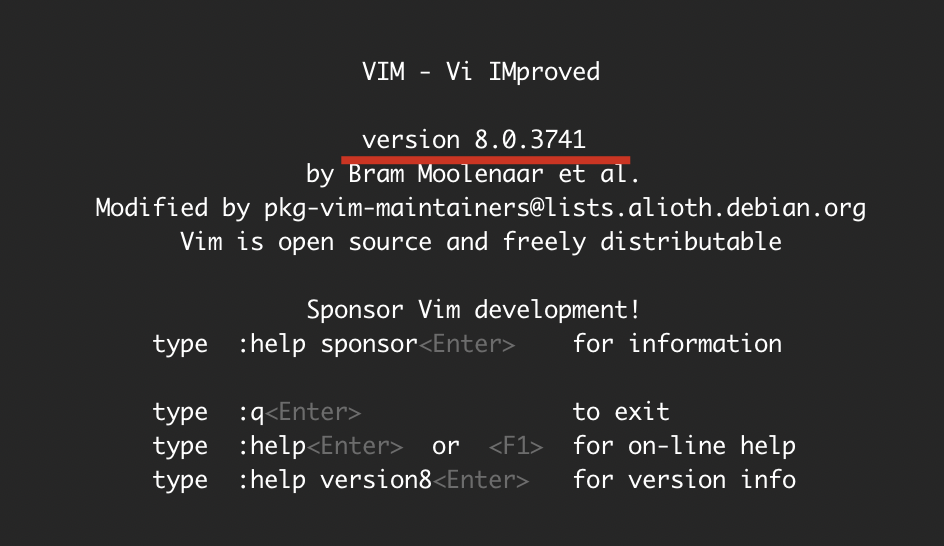 VIM - Vi IMproved
version 8.0.3741
by Bram Moolenaar et al.
Modified by pkg-vim-maintainers@lists.alioth.debian.org
Vim is open source and freely distributable
Sponsor Vim development!
type  :help sponsor<Enter>    for information
type  :q<Enter>               to exit
type  :help<Enter>  or  <F1>  for on-line help
type  :help version8<Enter>   for version info